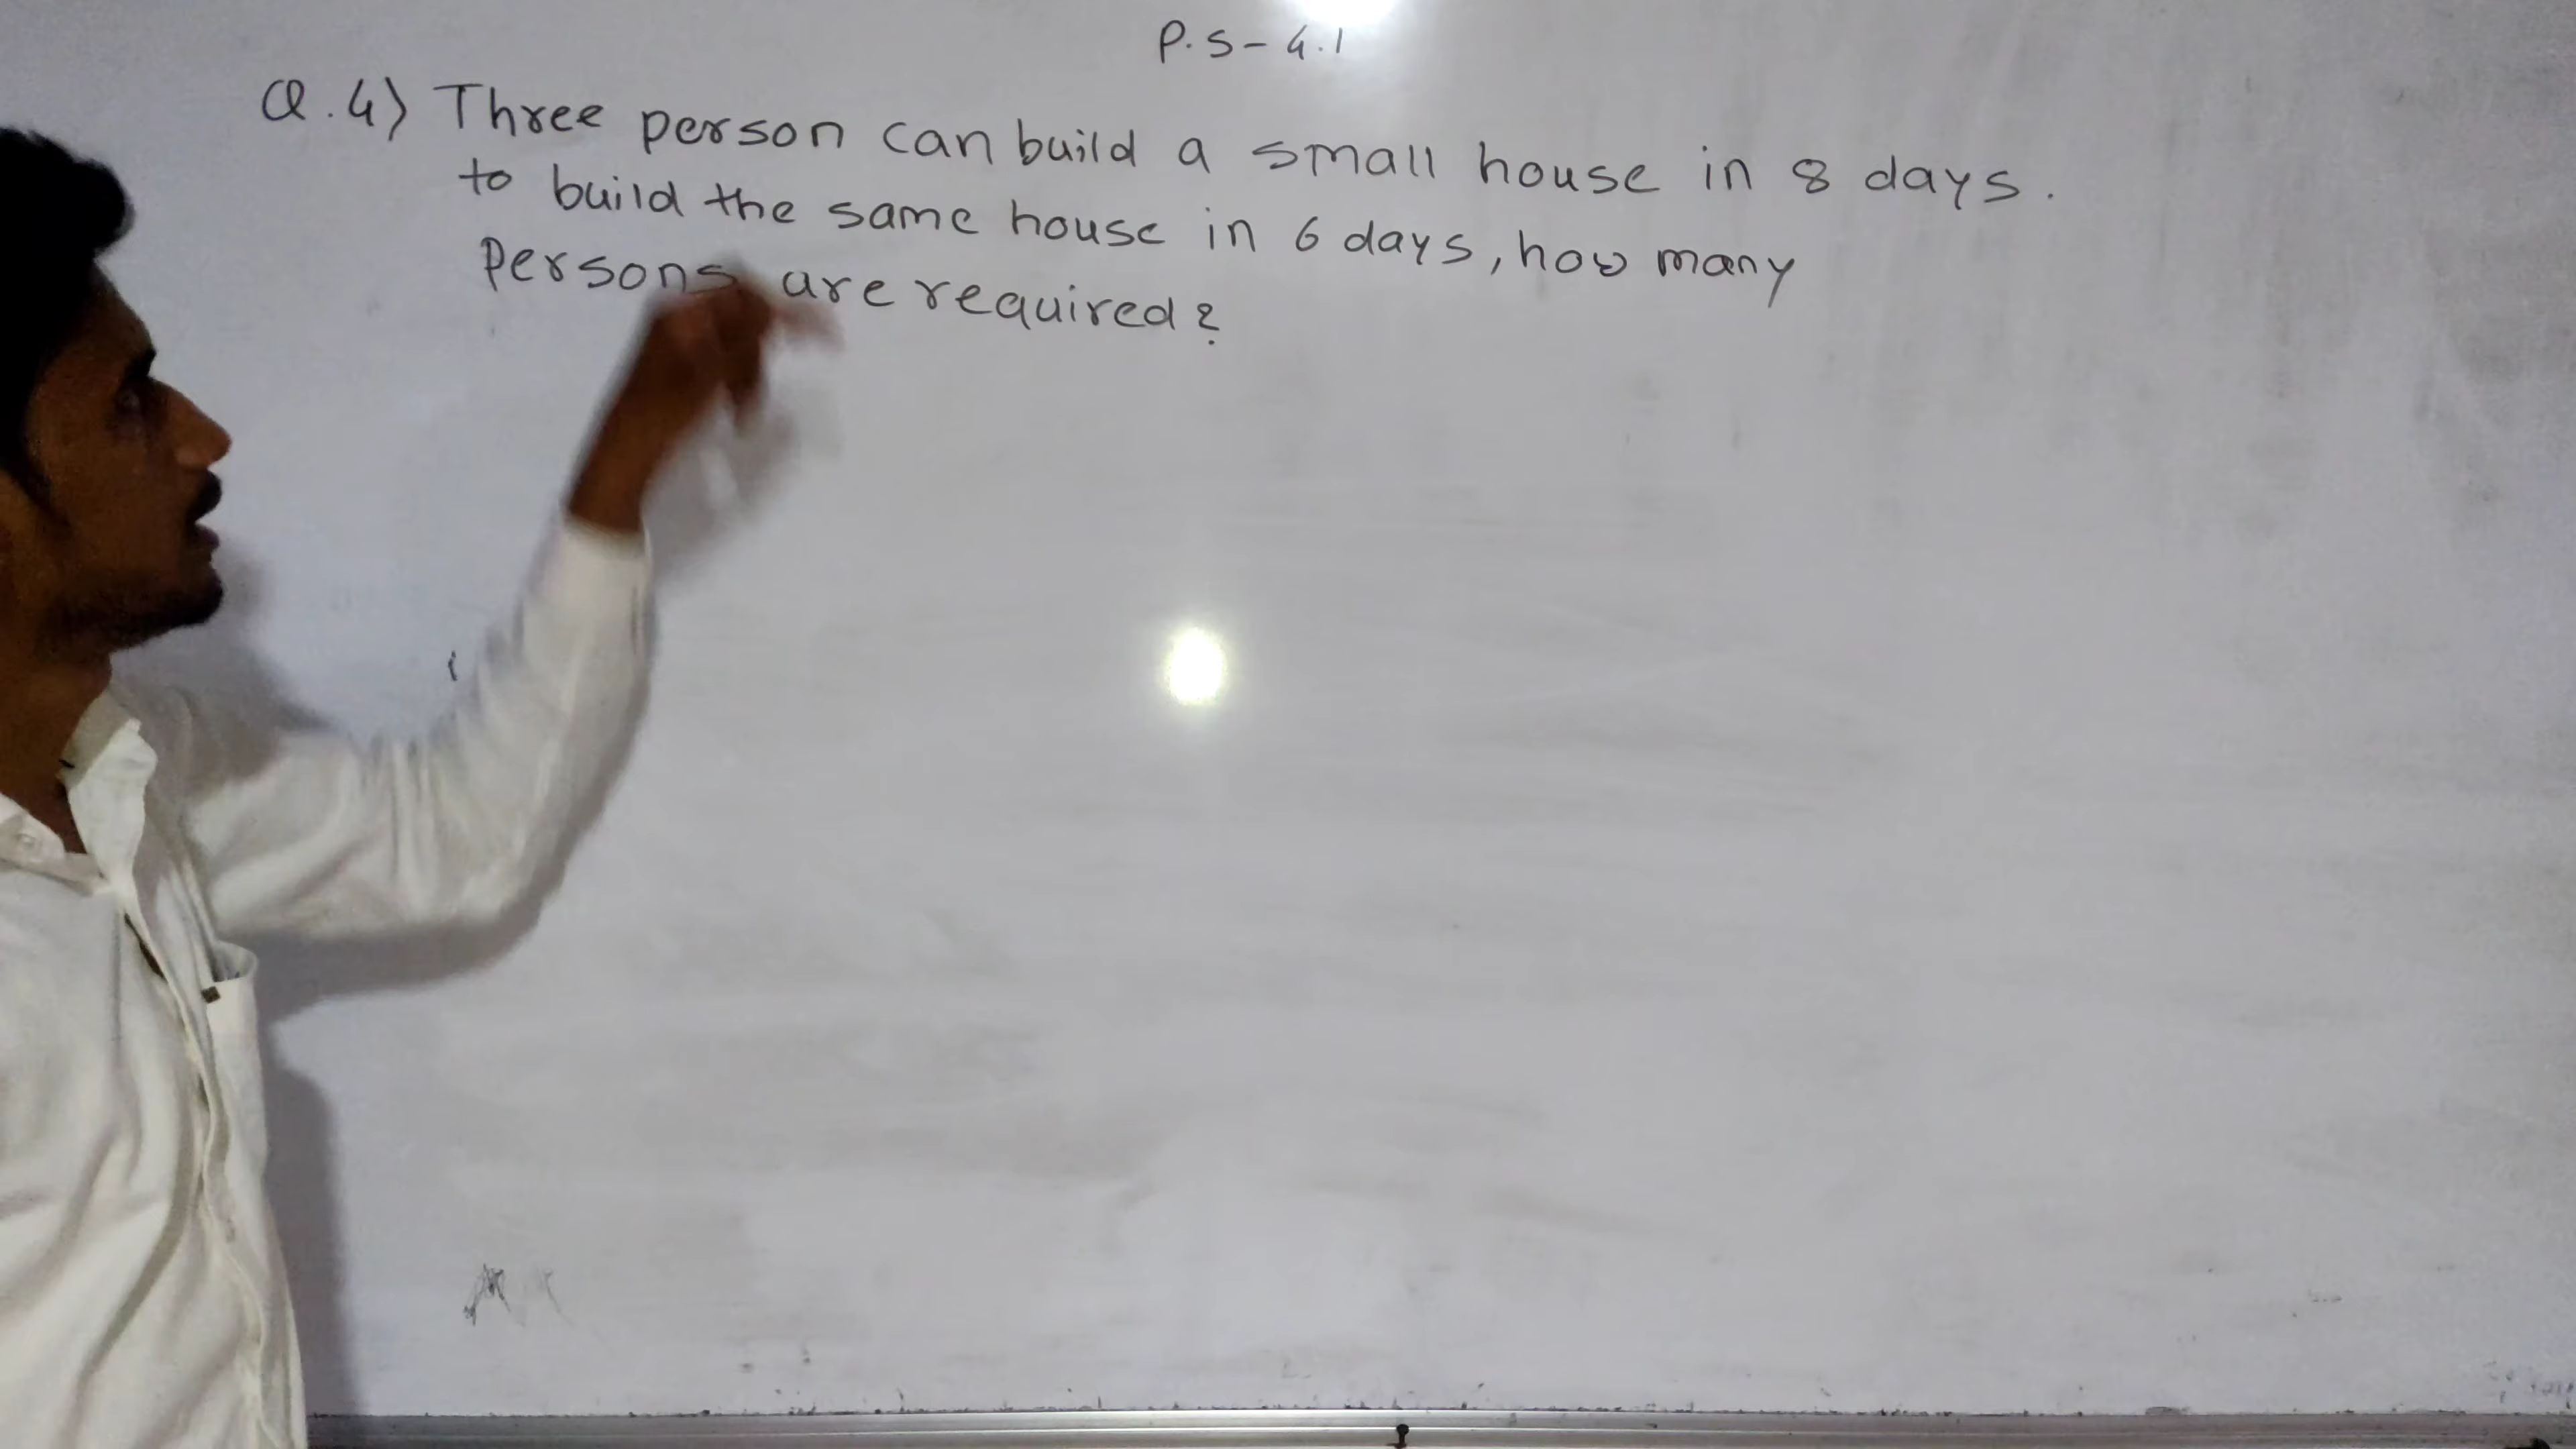 P.S-4.1
Q.4) Three person can build a small house in 8 days.
to build the same house in 6 days, how many
Persons are required?